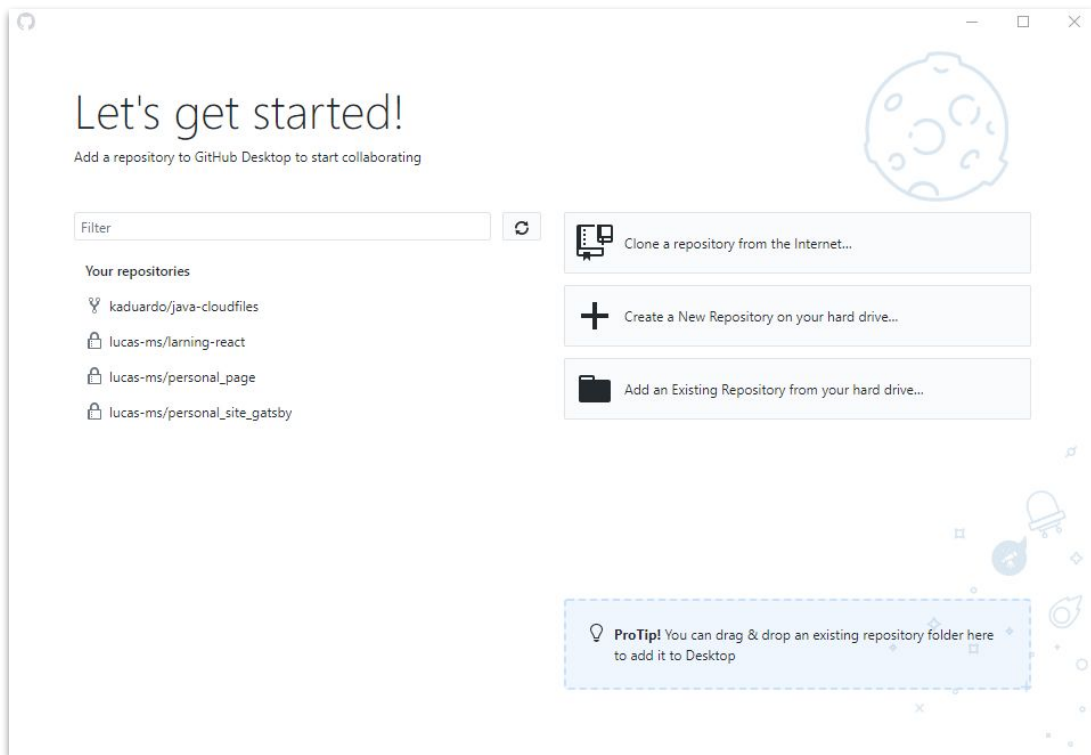 Let's get started!
Add a repository to GitHub Desktop to start collaborating
Filter
Your repositories
kaduardo/java-cloudfiles
lucas-ms/larning-react
lucas-ms/personal_page
lucas-ms/personal_site_gatsby
Clone a repository from the Internet...
Create a New Repository on your hard drive...
Add an Existing Repository from your hard drive...
ProTip! You can drag & drop an existing repository folder here
to add it to Desktop